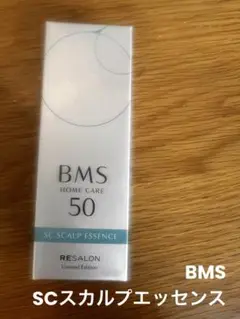 BMS
HOME CARE
50
SC SCALP ESSENCE
RESALON
Limited Edition
BMS
SCスカルプエッセンス